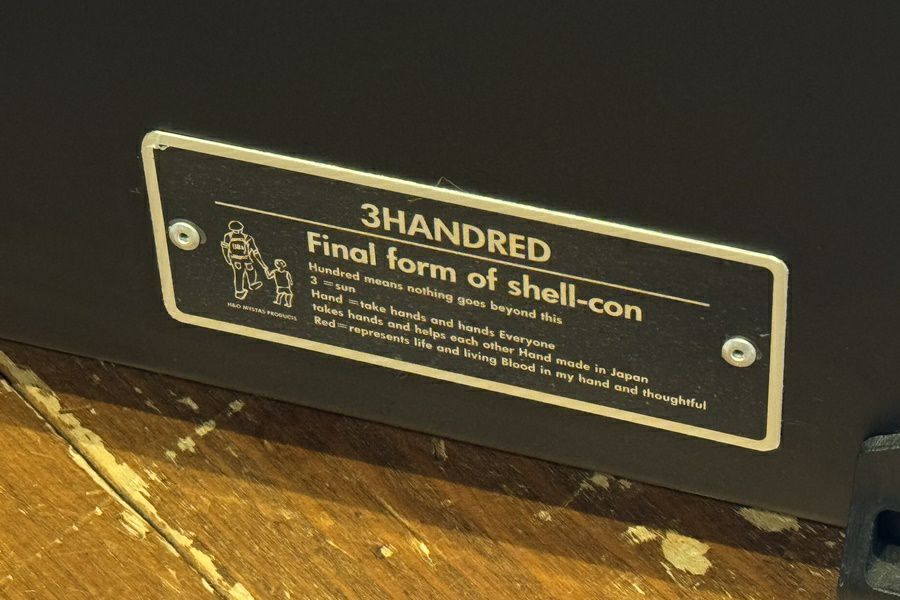 3HANDRED
Final form of shell-con
Hundred means nothing goes beyond this
3 =sun
Hand =take hands and hands Everyone
takes hands and helps each other Hand made in Japan
Red=represents life and living Blood in my hand and thoughtful
H&O MVSTAS PRODUCTS